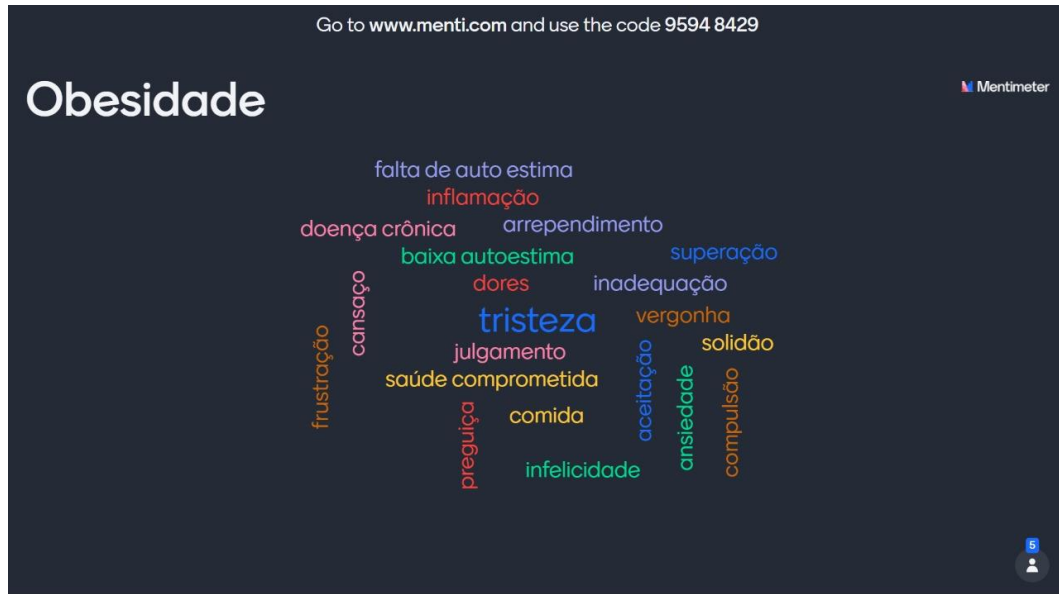 Go to www.menti.com and use the code 9594 8429
Obesidade
Mentimeter
falta de auto estima
inflamação
doença crônica
arrependimento
baixa autoestima
superação
cansaço
dores
inadequação
tristeza
vergonha
frustração
julgamento
solidão
saúde comprometida
aceitação
ansiedade
compulsão
preguiça
comida
infelicidade
5